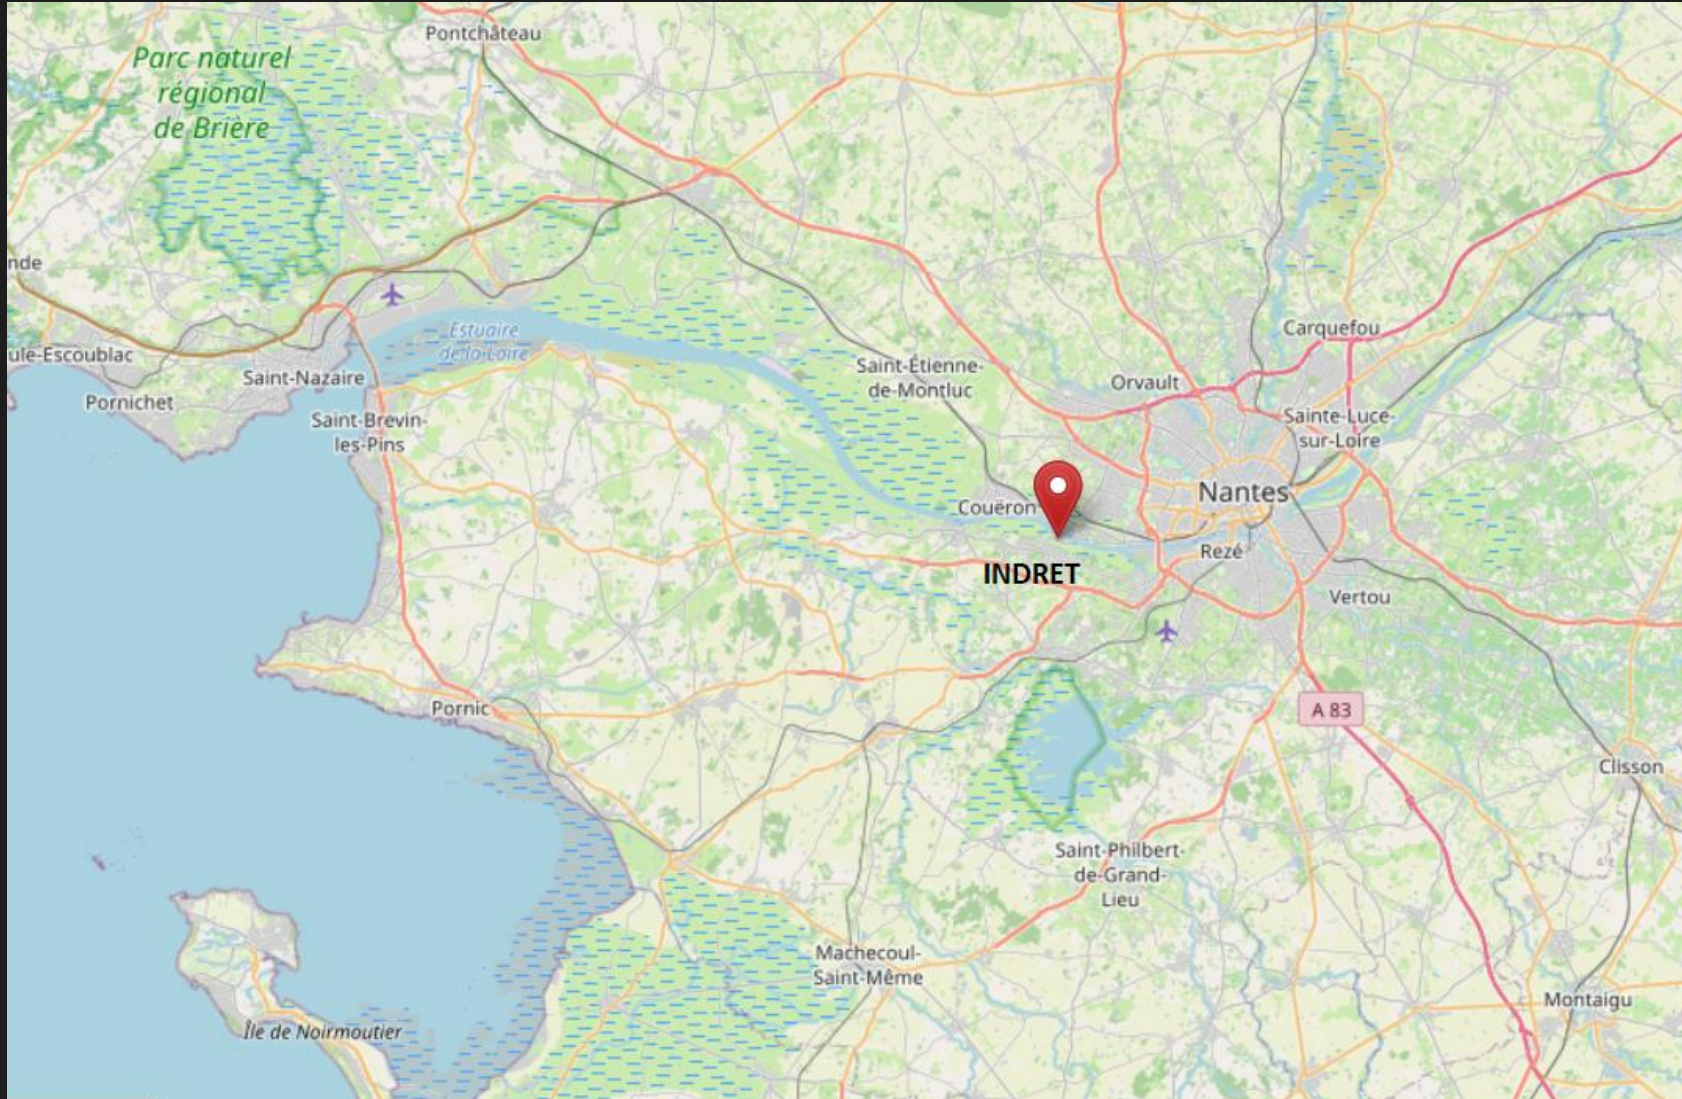 Pontchâteau
Parc naturel
régional
de Brière
nde
Carquefou
Estuaire
de la Loire
ule-Escoublac
Saint-Nazaire
Saint-Étienne-
de-Montluc
Orvault
Pornichet
Saint-Brevin-
les-Pins
Sainte-Luce-
sur-Loire
Nantes
Couëron
Rezé
INDRET
Vertou
Pornic
A 83
Clisson
Saint-Philbert-
de-Grand-
Lieu
Machecoul-
Saint-Même
Montaigu
Île de Noirmoutier